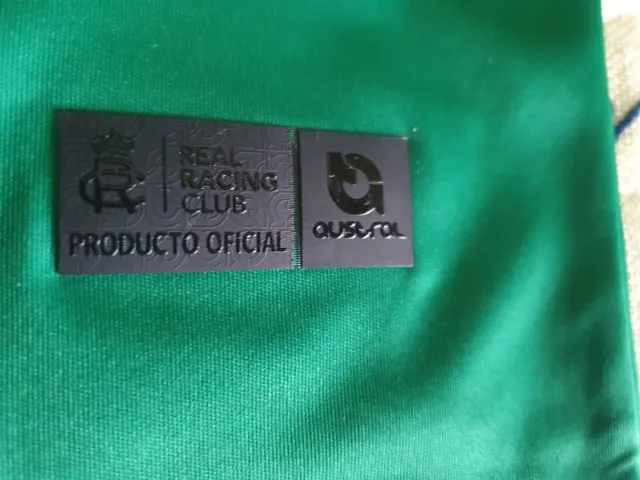 REAL
RACING
CLUB
PRODUCTO OFICIAL
austral